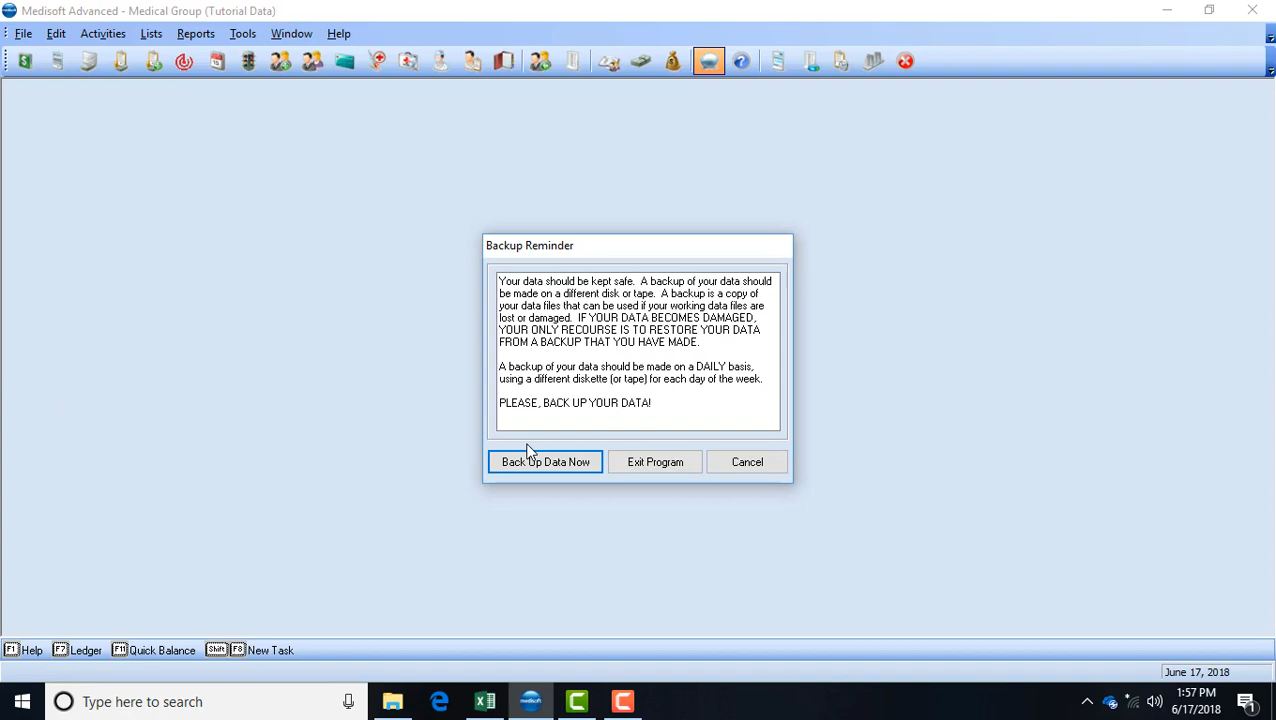 Medisoft Advanced - Medical Group (Tutorial Data)
File Edit Activities Lists Reports Tools Window Help
Backup Reminder
Your data should be kept safe. A backup of your data should
be made on a different disk or tape. A backup is a copy of
your data files that can be used if your working data files are
lost or damaged. IF YOUR DATA BECOMES DAMAGED,
YOUR ONLY RECOURSE IS TO RESTORE YOUR DATA
FROM A BACKUP THAT YOU HAVE MADE.
A backup of your data should be made on a DAILY basis,
using a different diskette (or tape) for each day of the week.
PLEASE, BACK UP YOUR DATA!
Back Up Data Now Exit Program Cancel
F1 Help F7 Ledger F11 Quick Balance Shift F8 New Task
June 17, 2018
Type here to search
medisoft
1:57 PM
6/17/2018
1